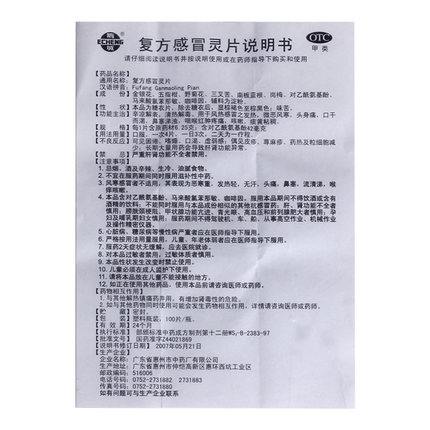 ECHENG
复方感冒灵片说明书
OTC
甲类
请仔细阅读说明书并按说明使用或在药师指导下购买和使用
【药品名称】
通用名称：复方感冒灵片
汉语拼音：Fufang Ganmaoling Pian
【成 份】金银花、五指柑、野菊花、三叉苦、南板蓝根、岗梅、对乙酰氨基酚、
马来酸氯苯那敏、咖啡因，辅料为淀粉。
【性 状】本品为糖衣片，除去糖衣后，显棕褐色至棕黑色；味苦。
【功能主治】辛凉解表，清热解毒。用于风热感冒之发热，微恶风寒，头身痛，口干
而渴，鼻塞涕浊，咽喉红肿疼痛，咳嗽，痰黄粘稠。
【规 格】每1片含原药材6.25克；含对乙酰氨基酚42毫克
【用法用量】口服，一次4片，一日3次，二天为一疗程。
【不良反应】可见困倦、嗜睡、口渴、虚弱感；偶见皮疹、荨麻疹、药热及粒细胞减
少；长期大量用药会导致肝肾功能异常。
【禁 忌】严重肝肾功能不全者禁用。
【注意事项】
1.忌烟、酒及辛辣、生冷、油腻食物。
2.不宜在服药期间同时服用滋补性中药。
3.风寒感冒者不适用，其表现为恶寒重，发热轻，无汗，头痛，鼻塞，流清涕，喉
痒咳嗽。
4.本品含对乙酰氨基酚、马来酸氯苯那敏、咖啡因。服用本品期间不得饮酒或含有
酒精的饮料；不能同时服用与本品成份相似的其他抗感冒药；肝、肾功能不全者
慎用；膀胱颈梗阻、甲状腺功能亢进、青光眼、高血压和前列腺肥大者慎用；孕
妇及哺乳期妇女慎用；服药期间不得驾驶机、车、船、从事高空作业、机械作业
及操作精密仪器。
5.心脏病、糖尿病等慢性病严重者应在医师指导下服用。
6.严格按用法用量服用，儿童、年老体弱者应在医师指导下服用。
7.服药2天症状无缓解，应去医院就诊。
8.对本品过敏者禁用，过敏体质者慎用。
9.本品性状发生改变时禁止使用。
10.儿童必须在成人监护下使用。
11.请将本品放在儿童不能接触的地方。
12.如正在使用其他药品，使用本品前请咨询医师或药师。
【药物相互作用】
1.与其他解热镇痛药并用，有增加肾毒性的危险。
2.如与其他药物同时使用可能会发生药物相互作用，详情请咨询医师或药师。
【贮 藏】密封。
【包 装】塑料瓶装，100片/瓶。
【有 效 期】24个月
【执行标准】部颁标准中药成方制剂第十二册WS₃-B-2383-97
【批准文号】国药准字Z44021869
【说明书修订】2007年05月21日
【生产企业】
企业名称：广东省惠州市中药厂有限公司
生产地址：广东省惠州市仲恺高新区惠环西坑工业区
邮政编码：516006
电话号码：0752-2731882 2731883
传真号码：0752-2731880
如有问题可与生产企业联系